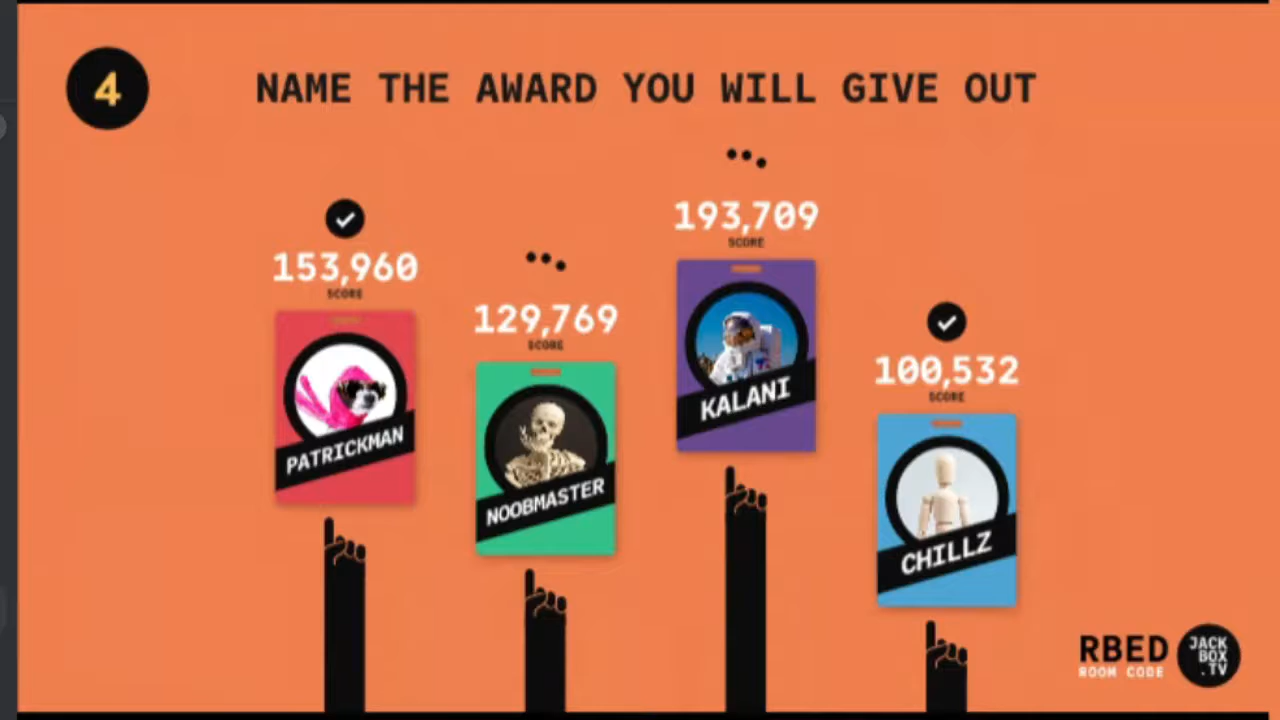 4
NAME THE AWARD YOU WILL GIVE OUT
153,960
SCORE
PATRICKMAN
129,769
SCORE
NOOBMASTER
193,709
SCORE
KALANI
100,532
SCORE
CHILLZ
RBED
ROOM CODE
JACK
BOX
.TV